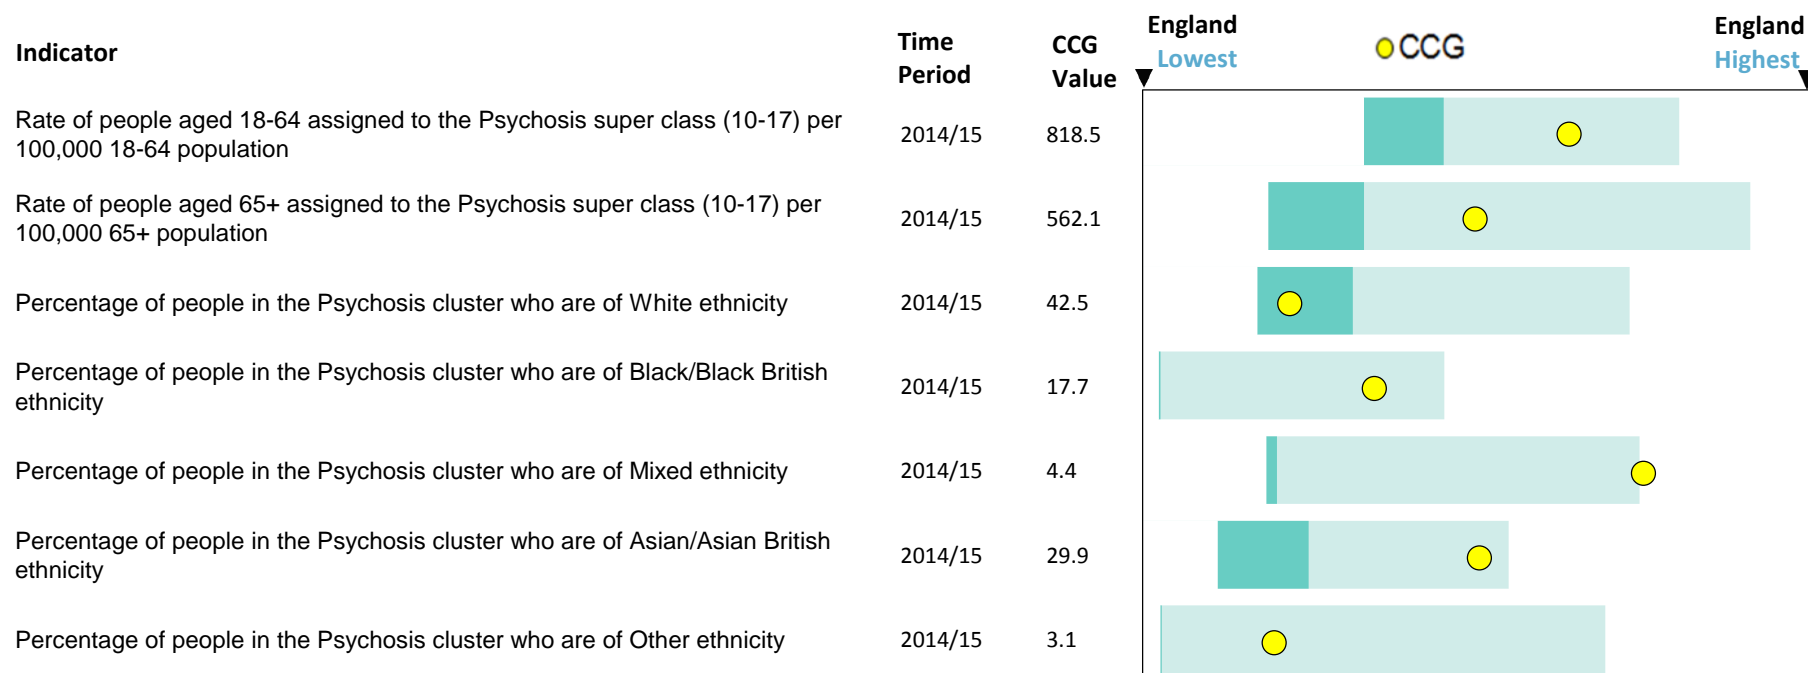 Indicator
Time
Period
CCG
Value
England
Lowest
CCG
England
Highest
Rate of people aged 18-64 assigned to the Psychosis super class (10-17) per
100,000 18-64 population
2014/15
818.5
Rate of people aged 65+ assigned to the Psychosis super class (10-17) per
100,000 65+ population
2014/15
562.1
Percentage of people in the Psychosis cluster who are of White ethnicity
2014/15
42.5
Percentage of people in the Psychosis cluster who are of Black/Black British
ethnicity
2014/15
17.7
Percentage of people in the Psychosis cluster who are of Mixed ethnicity
2014/15
4.4
Percentage of people in the Psychosis cluster who are of Asian/Asian British
ethnicity
2014/15
29.9
Percentage of people in the Psychosis cluster who are of Other ethnicity
2014/15
3.1